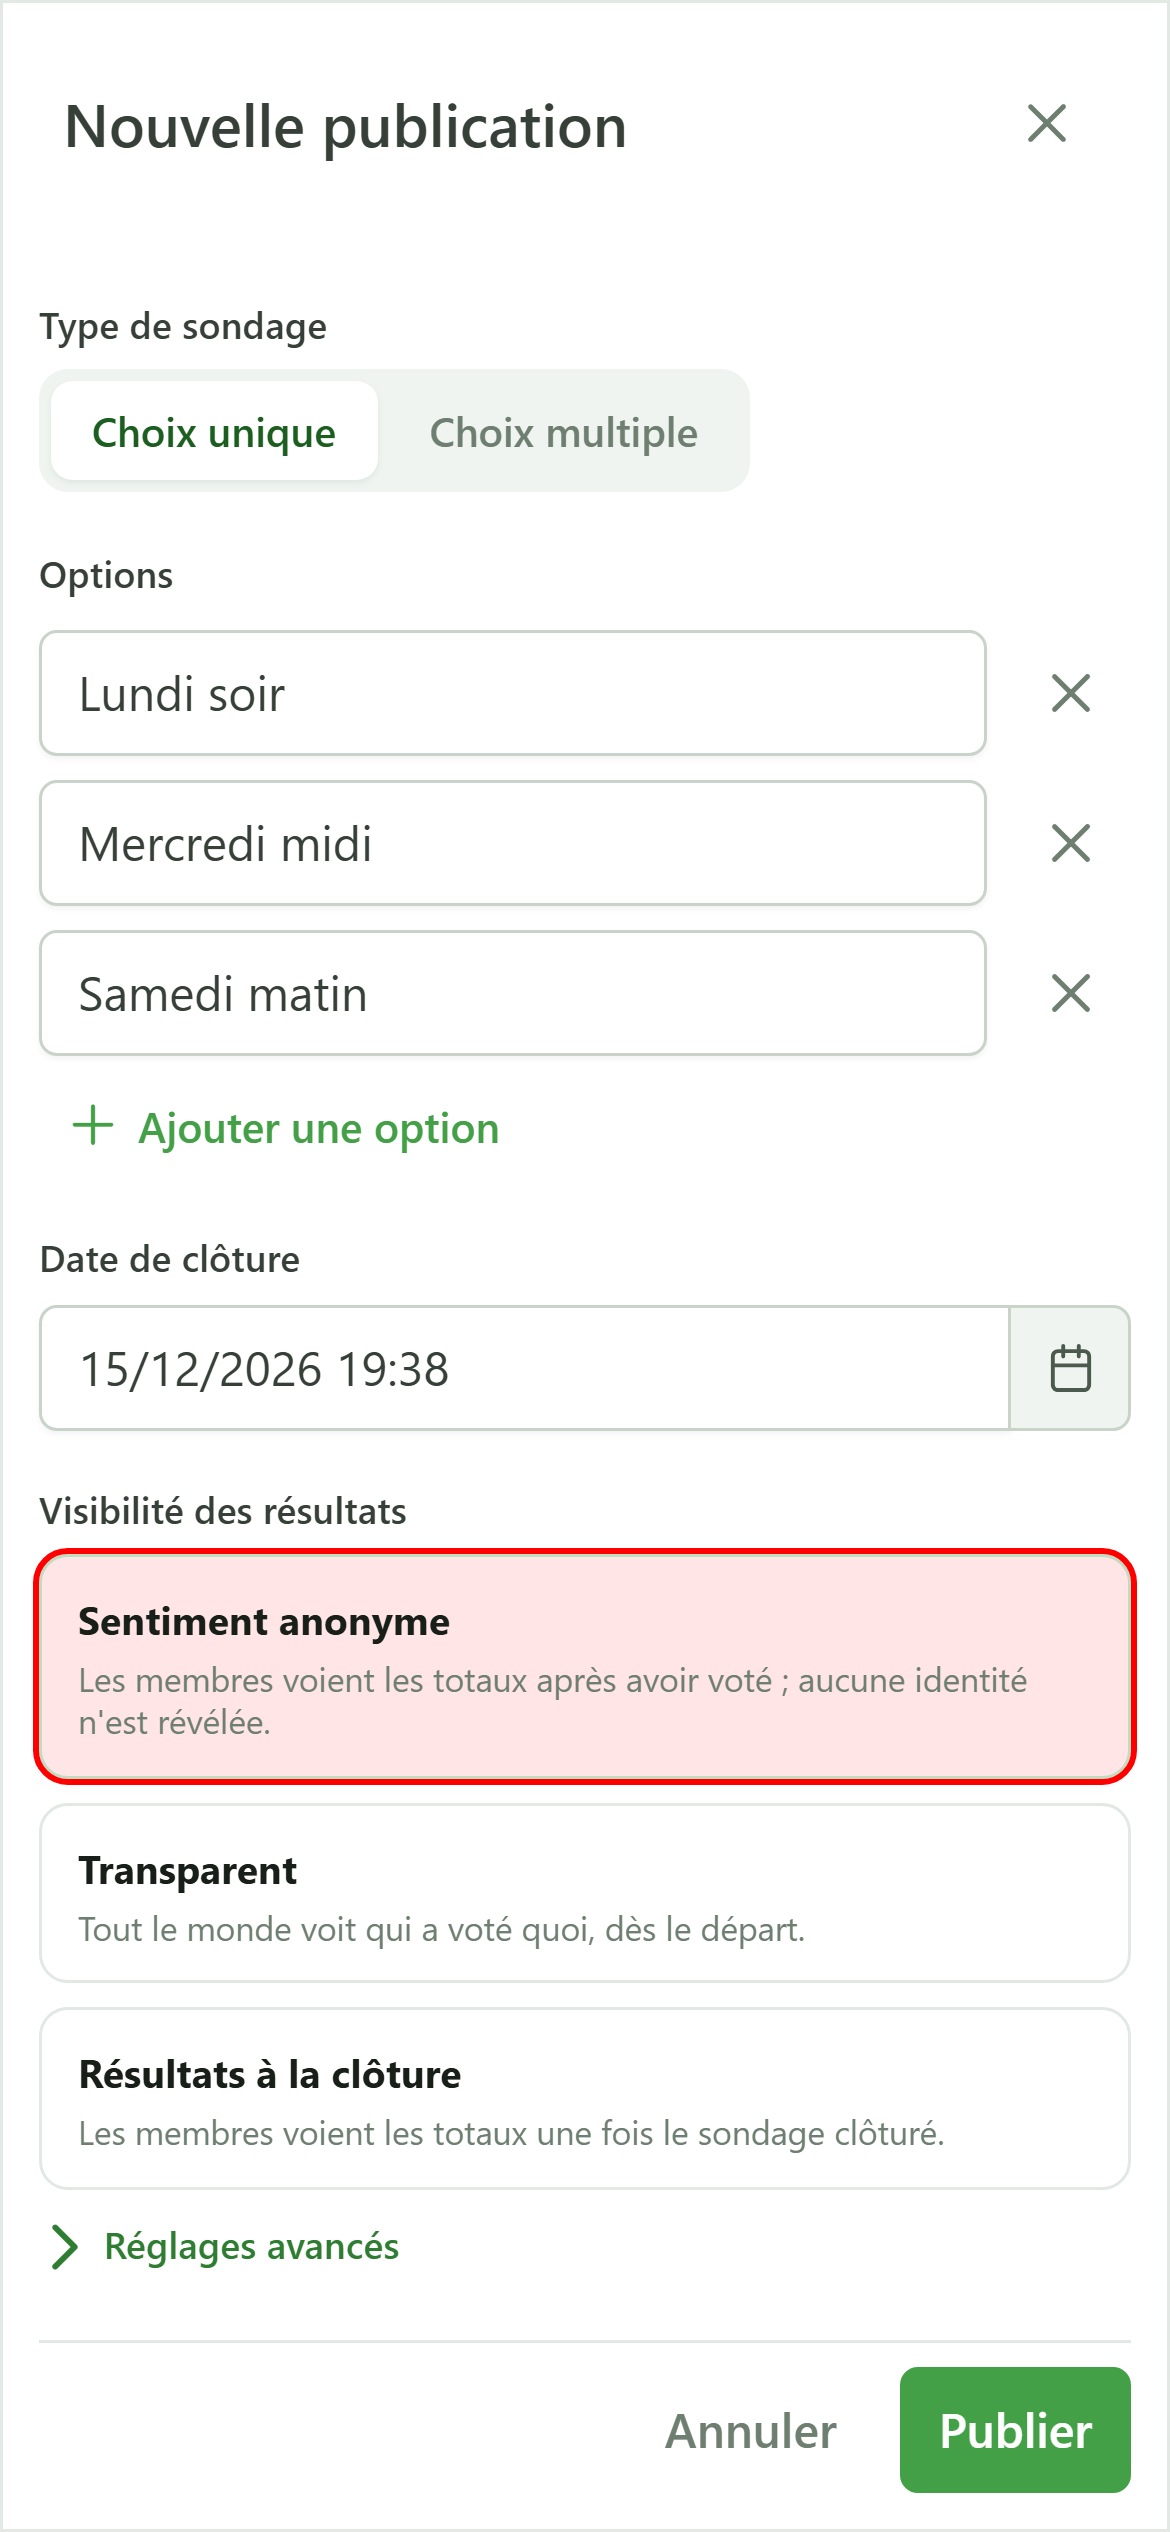 Nouvelle publication
Type de sondage
Choix unique
Choix multiple
Options
Lundi soir
Mercredi midi
Samedi matin
Ajouter une option
Date de clôture
15/12/2026 19:38
Visibilité des résultats
Sentiment anonyme
Les membres voient les totaux après avoir voté ; aucune identité
n'est révélée.
Transparent
Tout le monde voit qui a voté quoi, dès le départ.
Résultats à la clôture
Les membres voient les totaux une fois le sondage clôturé.
Réglages avancés
Annuler
Publier